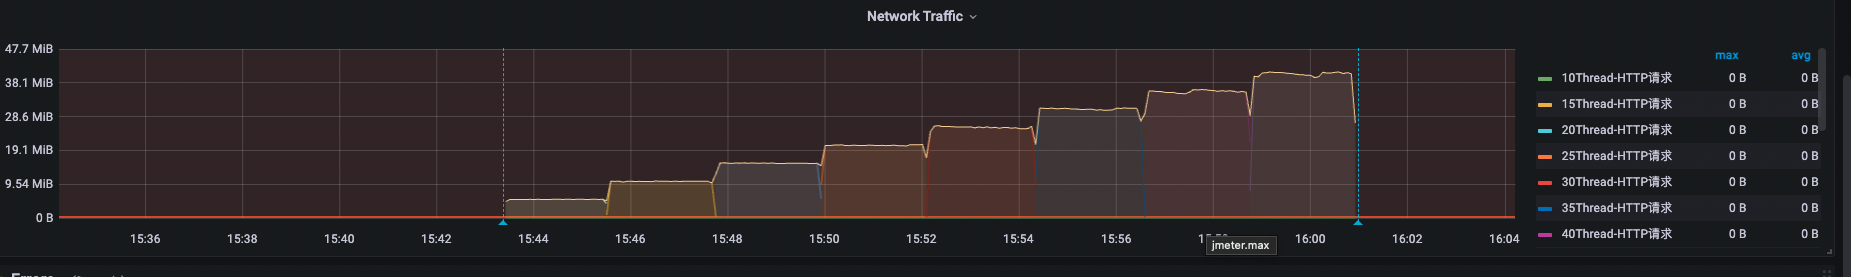 Network Traffic
47.7 MiB
38.1 MiB
28.6 MiB
19.1 MiB
9.54 MiB
0 B
15:36 15:38 15:40 15:42 15:44 15:46 15:48 15:50 15:52 15:54 15:56 16:00 16:02 16:04
jmeter.max
max avg
10Thread-HTTP请求 0 B 0 B
15Thread-HTTP请求 0 B 0 B
20Thread-HTTP请求 0 B 0 B
25Thread-HTTP请求 0 B 0 B
30Thread-HTTP请求 0 B 0 B
35Thread-HTTP请求 0 B 0 B
40Thread-HTTP请求 0 B 0 B